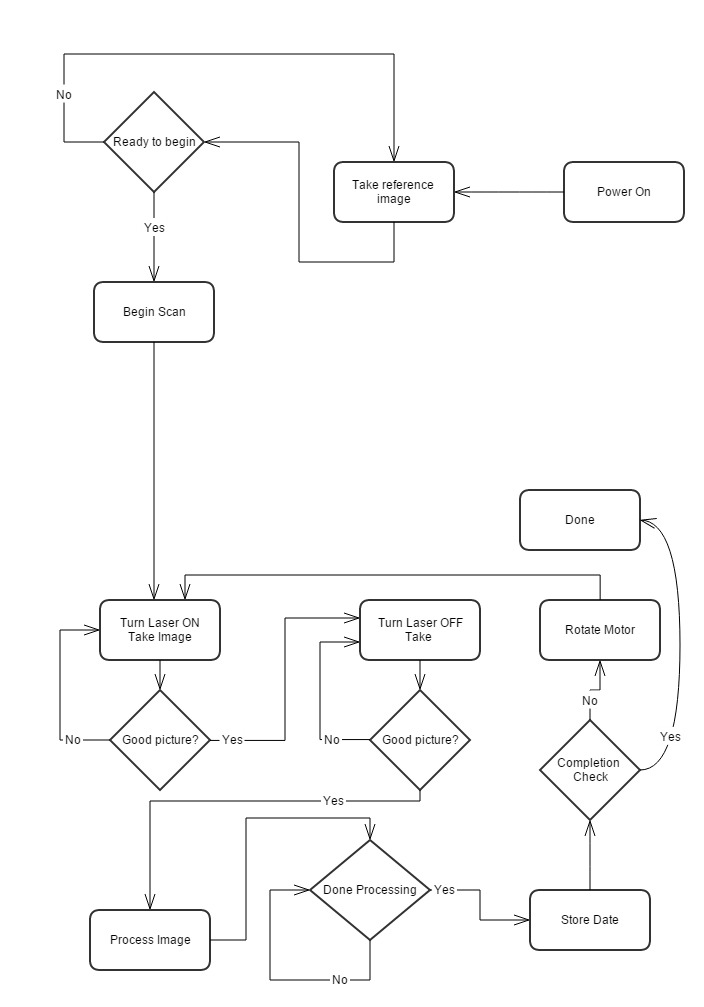 No
Ready to begin
Take reference
image
Power On
Yes
Begin Scan
Done
Turn Laser ON
Take Image
Turn Laser OFF
Take
Rotate Motor
No
Good picture?
Yes
No
Good picture?
No
Yes
Completion
Check
Yes
Done Processing
Yes
Process Image
Store Date
No